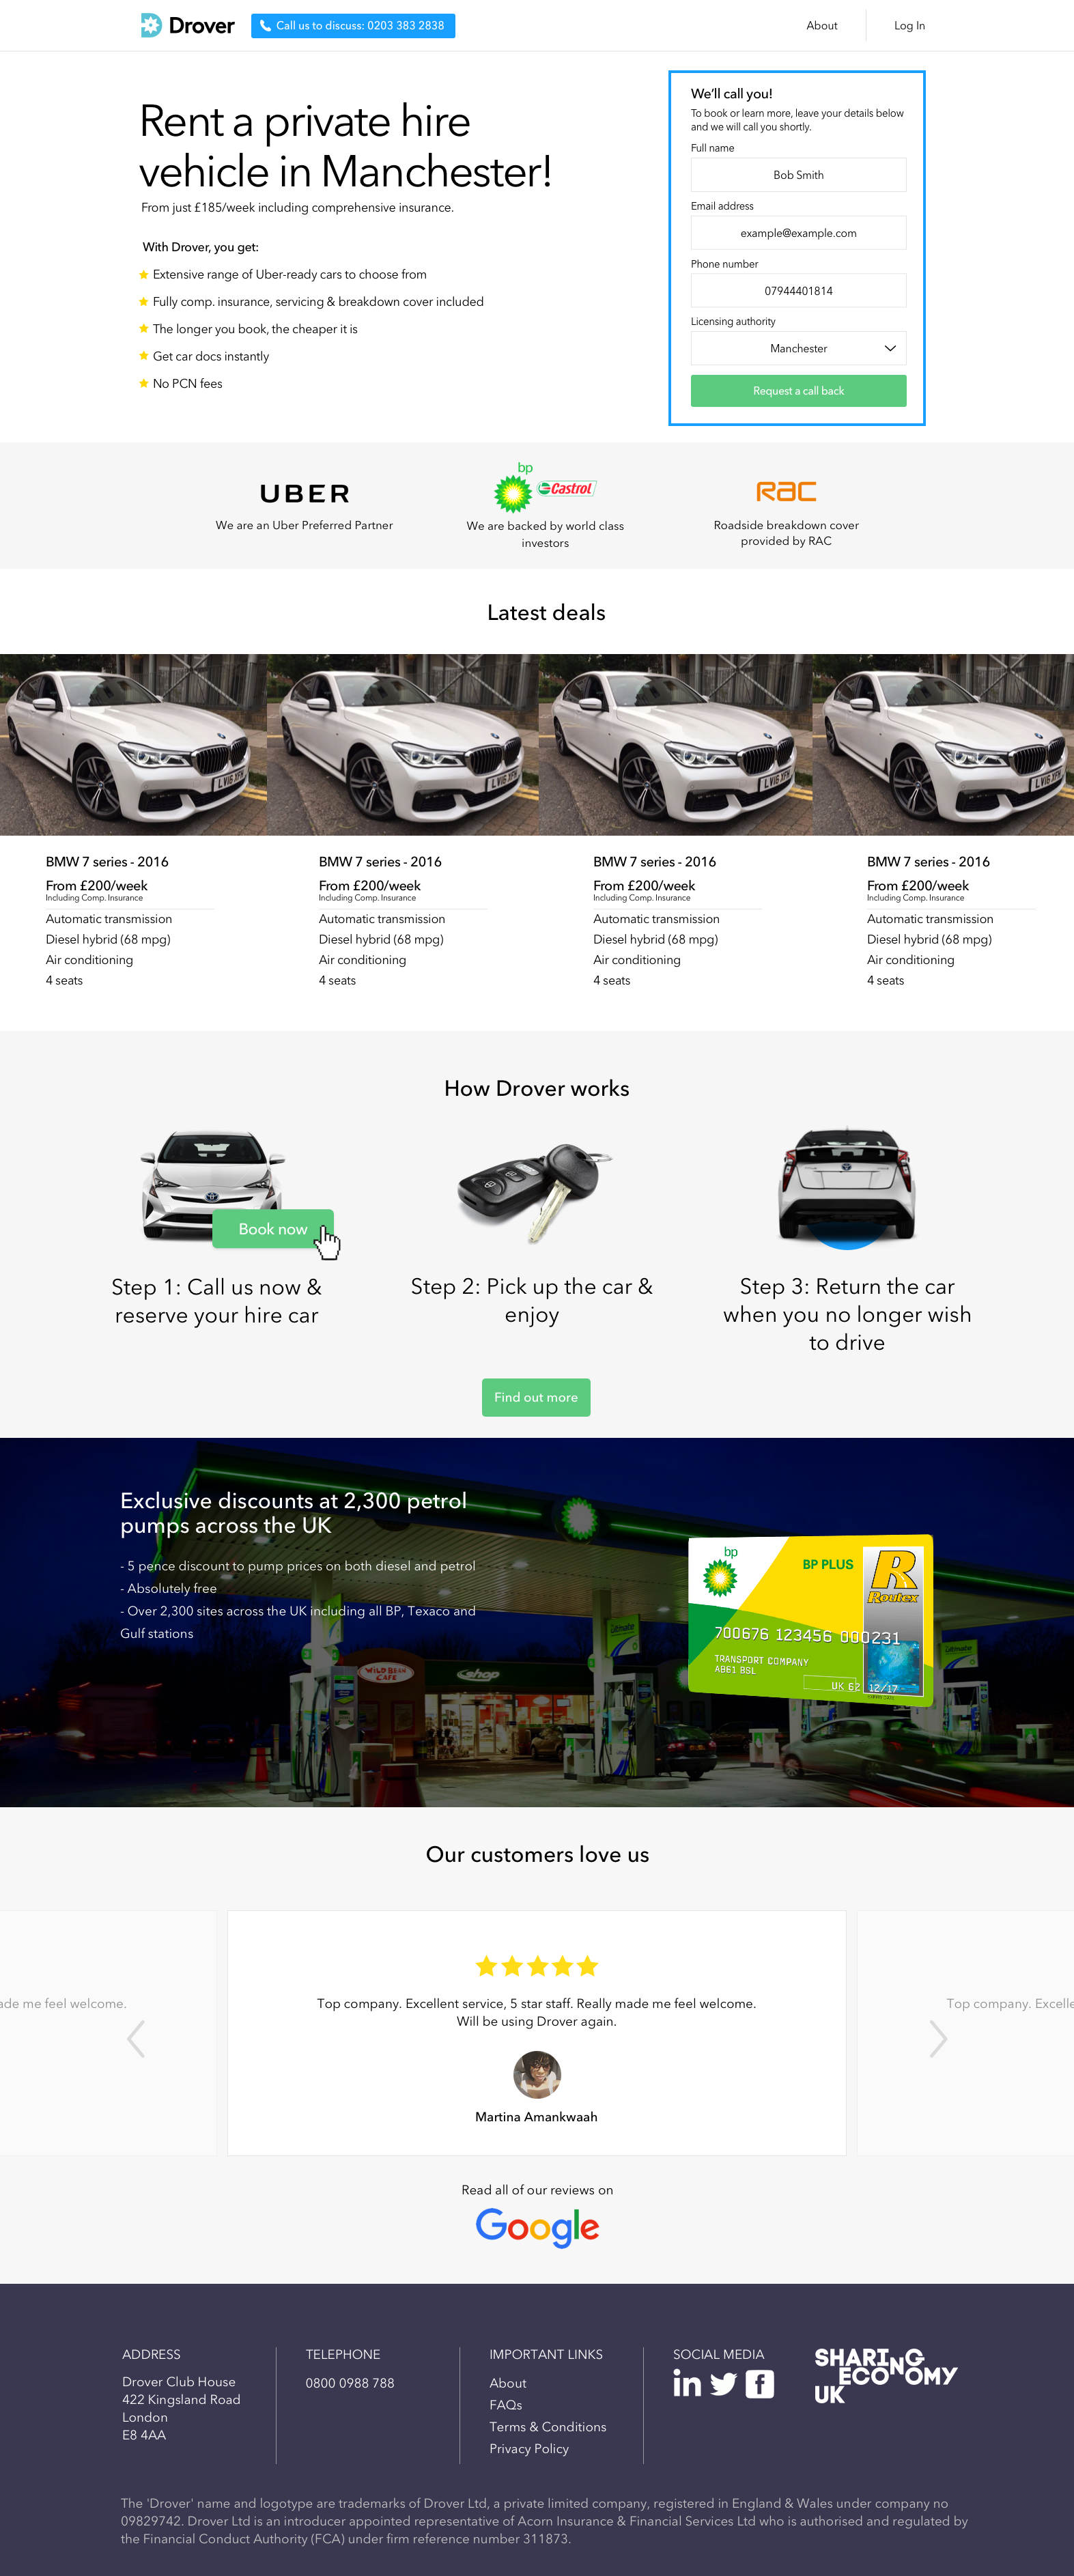 Drover
Call us to discuss: 0203 383 2838
About
Log In
Rent a private hire
vehicle in Manchester!
From just £185/week including comprehensive insurance.
With Drover, you get:
Extensive range of Uber-ready cars to choose from
Fully comp. insurance, servicing & breakdown cover included
The longer you book, the cheaper it is
Get car docs instantly
No PCN fees
We'll call you!
To book or learn more, leave your details below
and we will call you shortly.
Full name
Bob Smith
Email address
example@example.com
Phone number
07944401814
Licensing authority
Manchester
Request a call back
UBER
We are an Uber Preferred Partner
bp
Castrol
We are backed by world class
investors
RAC
Roadside breakdown cover
provided by RAC
Latest deals
BMW 7 series - 2016
From £200/week
Including Comp. Insurance
Automatic transmission
Diesel hybrid (68 mpg)
Air conditioning
4 seats
BMW 7 series - 2016
From £200/week
Including Comp. Insurance
Automatic transmission
Diesel hybrid (68 mpg)
Air conditioning
4 seats
BMW 7 series - 2016
From £200/week
Including Comp. Insurance
Automatic transmission
Diesel hybrid (68 mpg)
Air conditioning
4 seats
BMW 7 series - 2016
From £200/week
Including Comp. Insurance
Automatic transmission
Diesel hybrid (68 mpg)
Air conditioning
4 seats
How Drover works
Book now
Step 1: Call us now &
reserve your hire car
Step 2: Pick up the car &
enjoy
Step 3: Return the car
when you no longer wish
to drive
Find out more
Exclusive discounts at 2,300 petrol
pumps across the UK
- 5 pence discount to pump prices on both diesel and petrol
- Absolutely free
- Over 2,300 sites across the UK including all BP, Texaco and
Gulf stations
WILD BEAN
CAFE
shop
Ultimate
bp
BP PLUS
R
Routex
700676 123456 000231
TRANSPORT COMPANY
A861 BSL
UK 62 12/17
Our customers love us
ade me feel welcome.
Top company. Excellent service, 5 star staff. Really made me feel welcome.
Will be using Drover again.
Martina Amankwaah
Top company. Excelle
Read all of our reviews on
Google
ADDRESS
Drover Club House
422 Kingsland Road
London
E8 4AA
TELEPHONE
0800 0988 788
IMPORTANT LINKS
About
FAQs
Terms & Conditions
Privacy Policy
SOCIAL MEDIA
in
f
SHARING
ECONOMY
UK
The 'Drover' name and logotype are trademarks of Drover Ltd, a private limited company, registered in England & Wales under company no
09829742. Drover Ltd is an introducer appointed representative of Acorn Insurance & Financial Services Ltd who is authorised and regulated by
the Financial Conduct Authority (FCA) under firm reference number 311873.